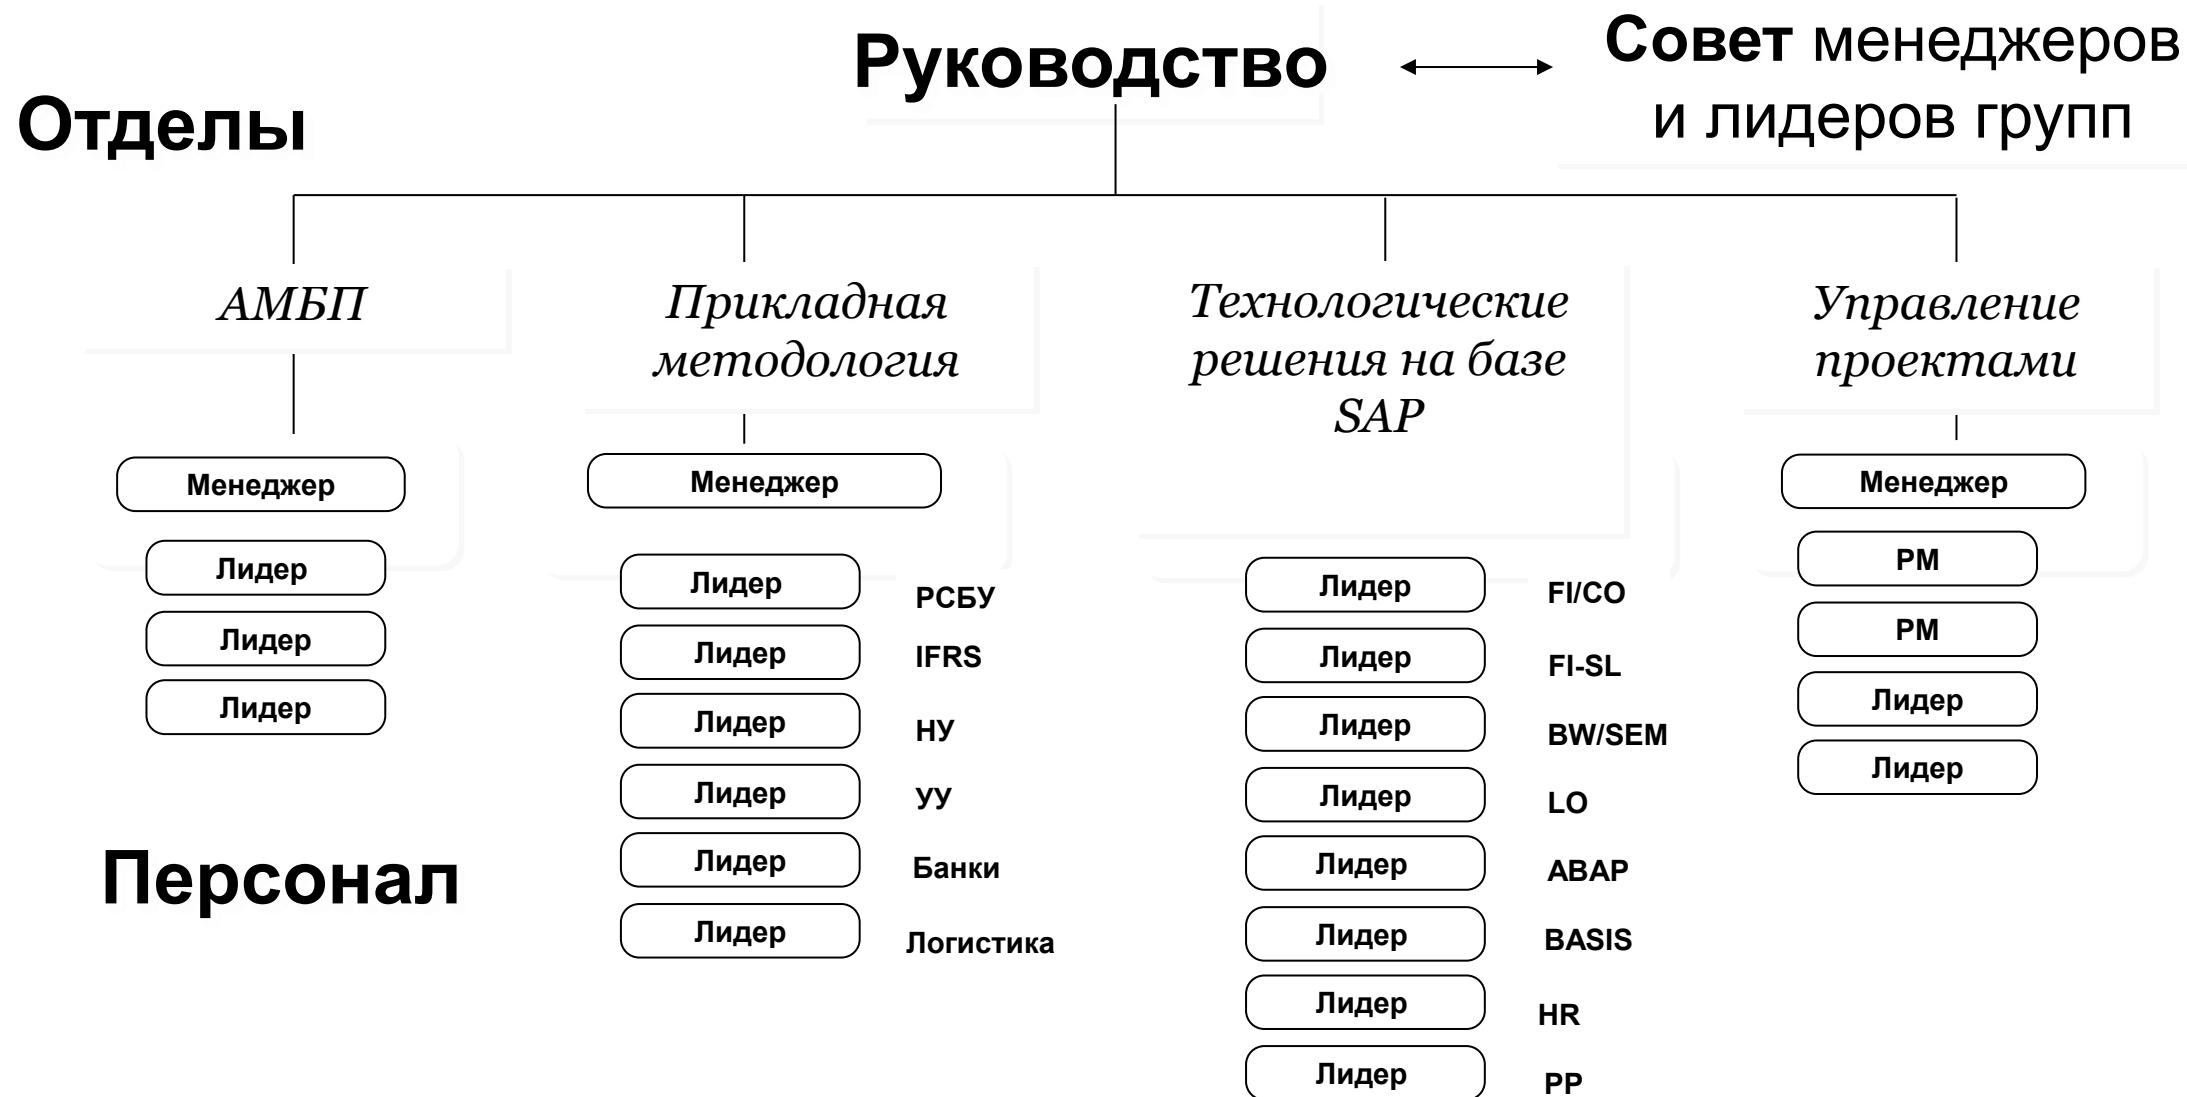 Руководство
Совет менеджеров
и лидеров групп
Отделы
АМБП
Менеджер
Лидер
Лидер
Лидер
Прикладная
методология
Менеджер
Лидер РСБУ
Лидер IFRS
Лидер НУ
Лидер УУ
Лидер Банки
Лидер Логистика
Технологические
решения на базе
SAP
Лидер FI/CO
Лидер FI-SL
Лидер BW/SEM
Лидер LO
Лидер ABAP
Лидер BASIS
Лидер HR
Лидер PP
Управление
проектами
Менеджер
РМ
РМ
Лидер
Лидер
Персонал